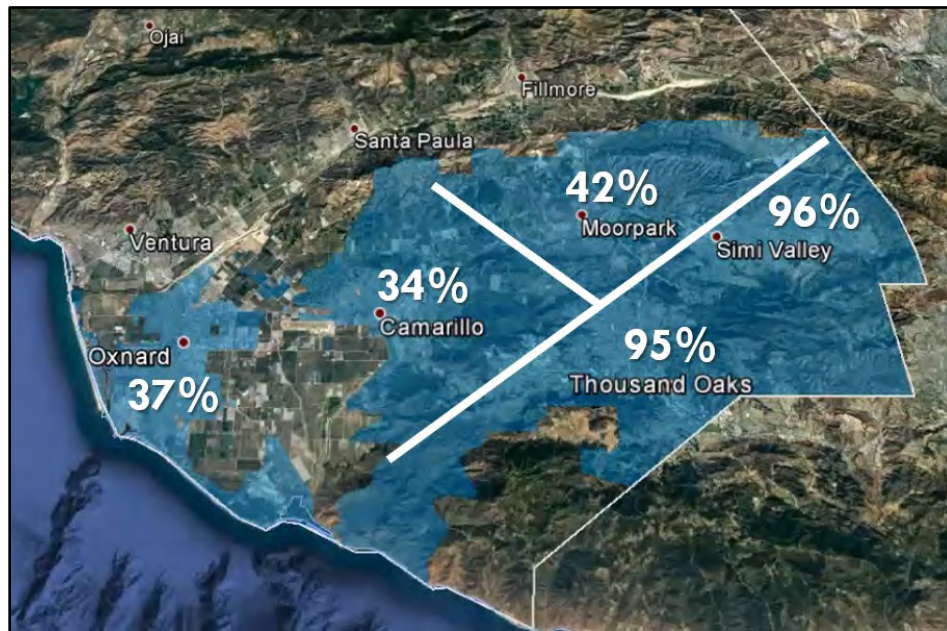 Ojai
Fillmore
Santa Paula
42%
Moorpark
96%
Simi Valley
Ventura
34%
Camarillo
Oxnard
37%
95%
Thousand Oaks